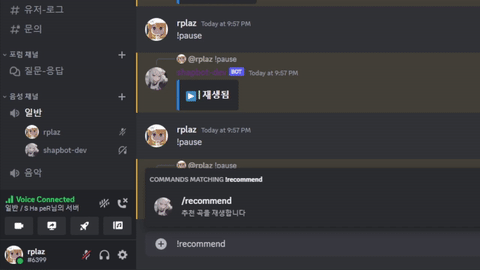 유저-로그
문의
포럼 채널
질문-응답
음성 채널
일반
rplaz
shapbot-dev
음악
Voice Connected
일반 / S Ha peR님의 서버
rplaz
#6399
rplaz Today at 9:57 PM
!pause
@rplaz !pause
BOT Today at 9:57 PM
| 재생됨
rplaz Today at 9:57 PM
!pause
@rplaz !pause
COMMANDS MATCHING !recommend
/recommend
추천 곡을 재생합니다
!recommend